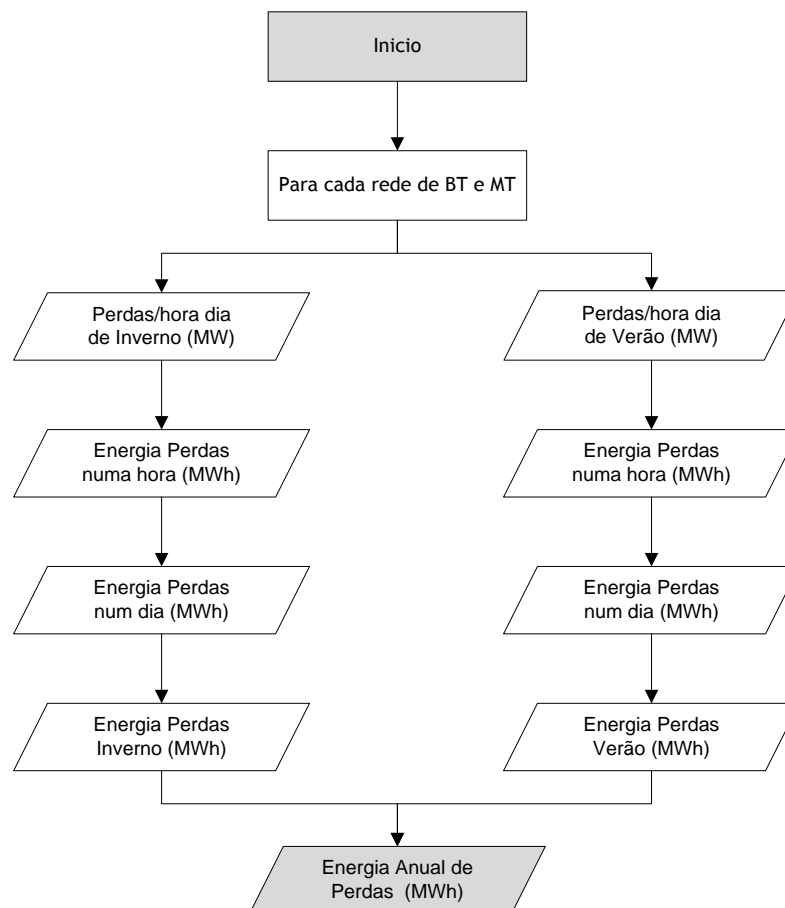 Inicio
Para cada rede de BT e MT
Perdas/hora dia
de Inverno (MW)
Perdas/hora dia
de Verão (MW)
Energia Perdas
numa hora (MWh)
Energia Perdas
numa hora (MWh)
Energia Perdas
num dia (MWh)
Energia Perdas
num dia (MWh)
Energia Perdas
Inverno (MWh)
Energia Perdas
Verão (MWh)
Energia Anual de
Perdas (MWh)